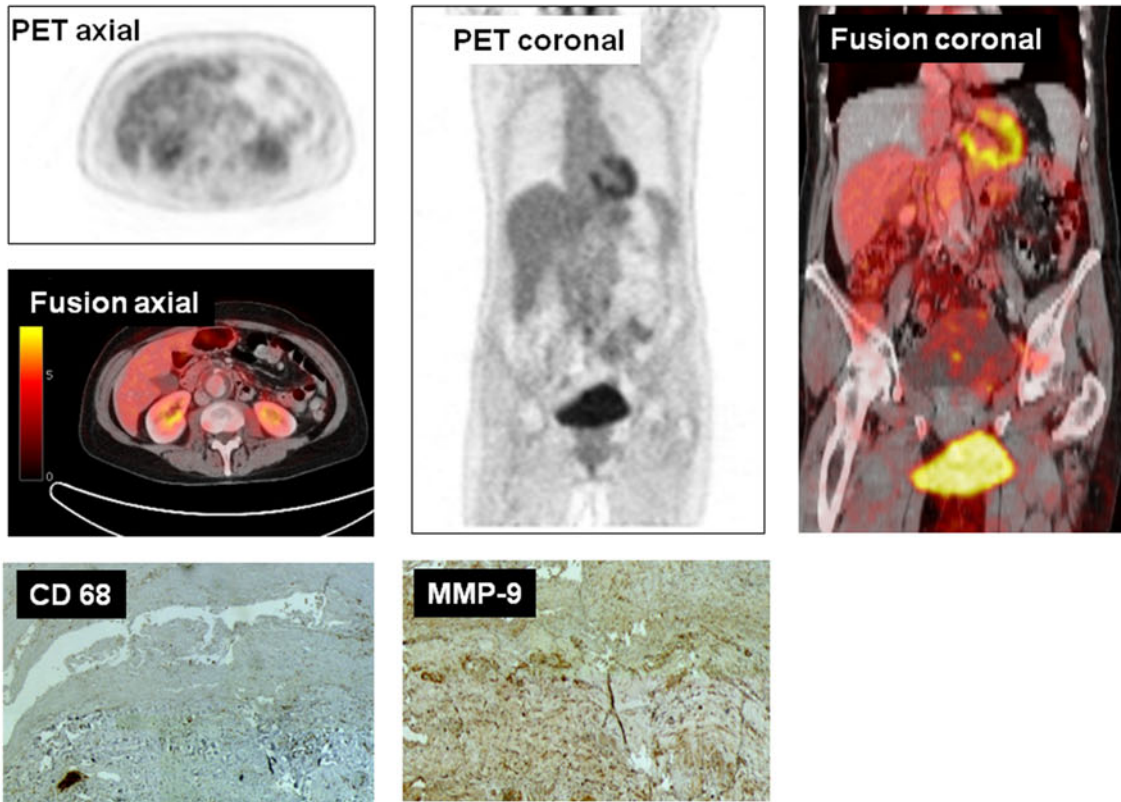 PET axial
PET coronal
Fusion coronal
Fusion axial
5
0
CD 68
MMP-9